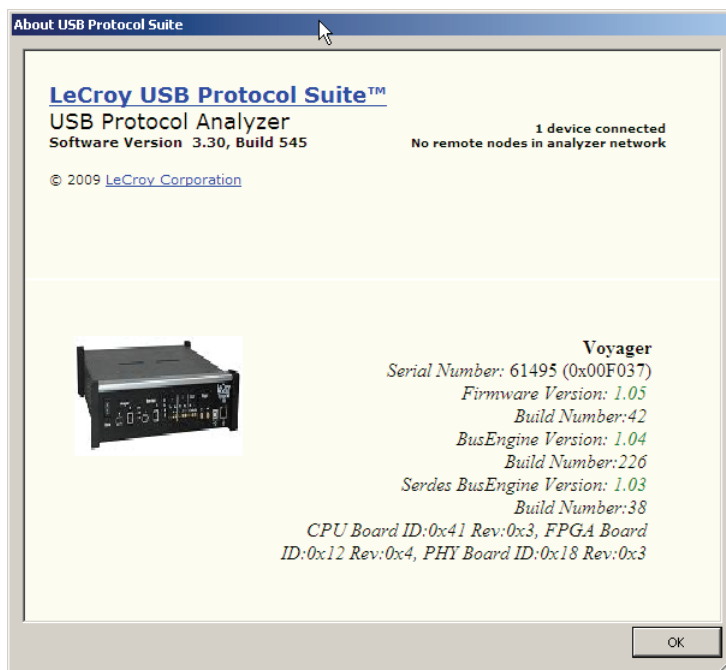 About USB Protocol Suite
LeCroy USB Protocol Suite™
USB Protocol Analyzer
Software Version 3.30, Build 545
1 device connected
No remote nodes in analyzer network
© 2009 LeCroy Corporation
Voyager
Serial Number: 61495 (0x00F037)
Firmware Version: 1.05
Build Number:42
BusEngine Version: 1.04
Build Number:226
Serdes BusEngine Version: 1.03
Build Number:38
CPU Board ID:0x41 Rev:0x3, FPGA Board
ID:0x12 Rev:0x4, PHY Board ID:0x18 Rev:0x3
OK